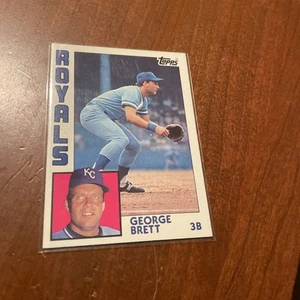 Topps
ROYALS
KC
GEORGE
BRETT
3B